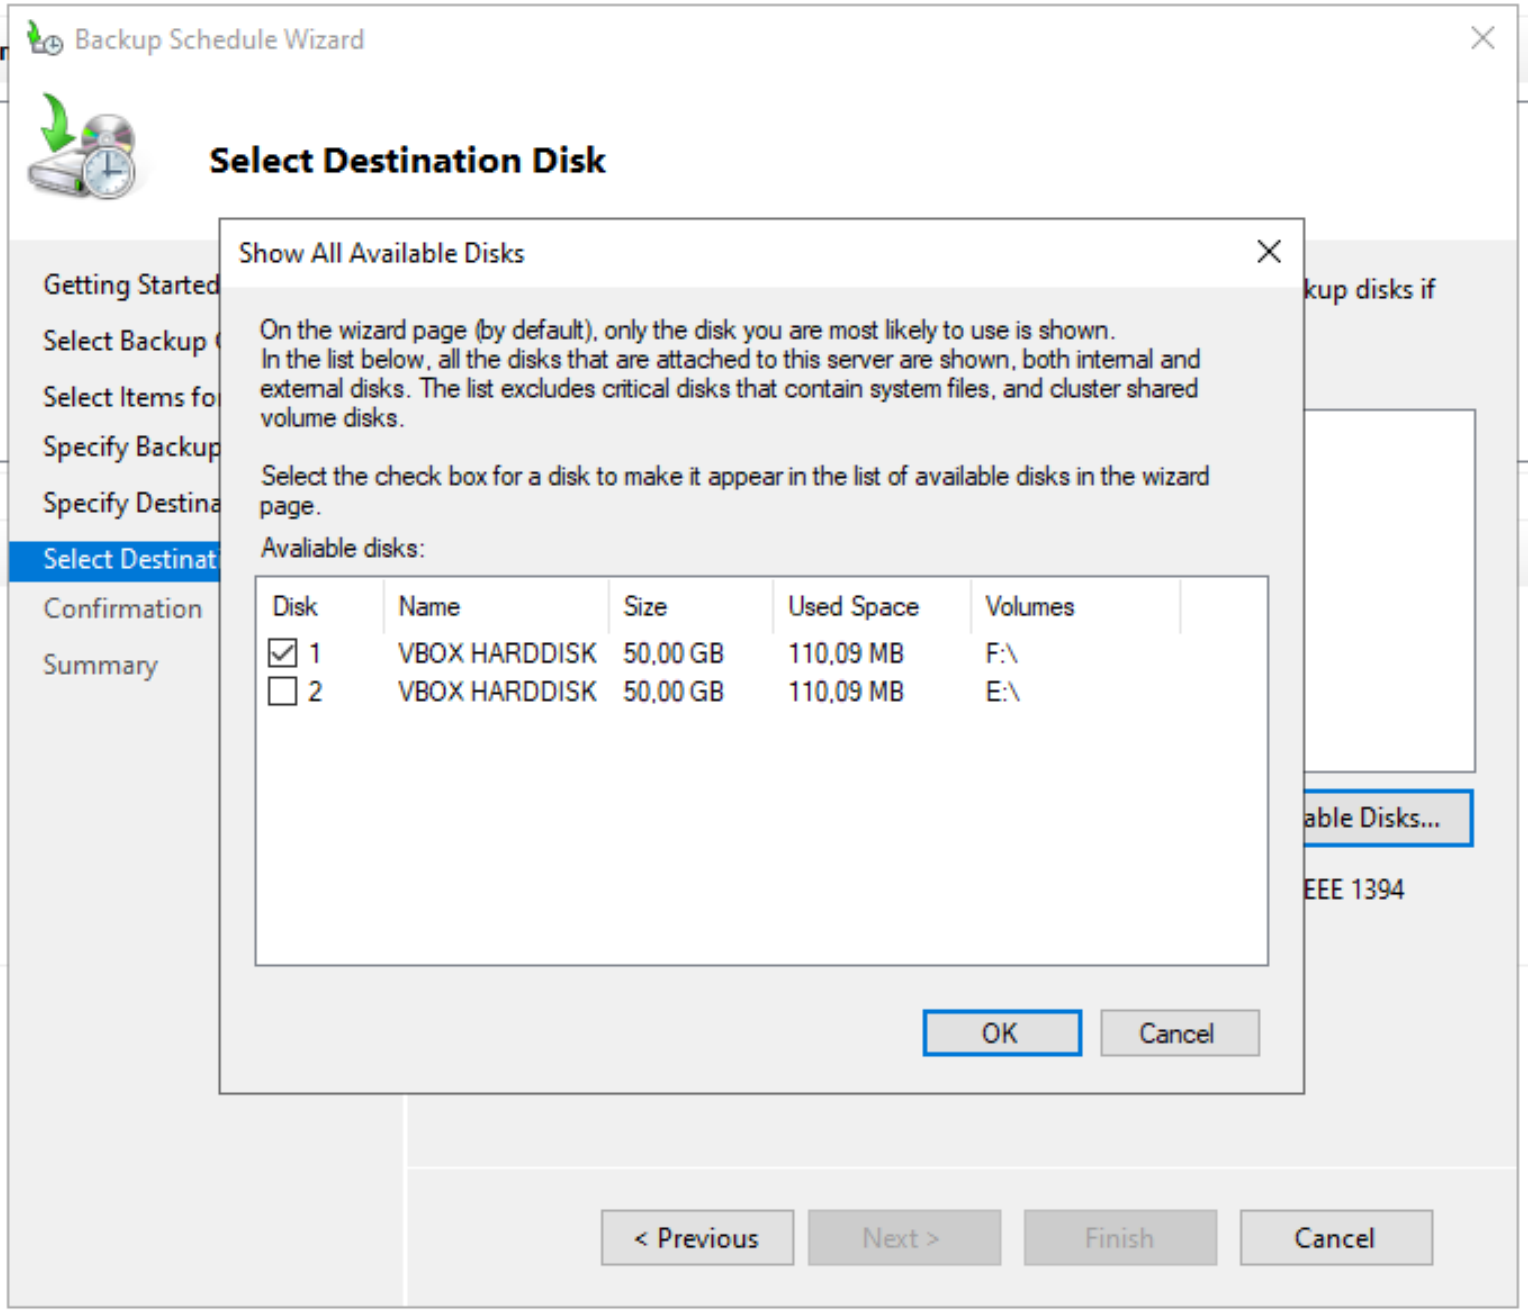 Backup Schedule Wizard
Select Destination Disk
Getting Started
Select Backup
Select Items for
Specify Backup
Specify Destina
Select Destinati
Confirmation
Summary
kup disks if
able Disks...
EEE 1394
Show All Available Disks
On the wizard page (by default), only the disk you are most likely to use is shown.
In the list below, all the disks that are attached to this server are shown, both internal and
external disks. The list excludes critical disks that contain system files, and cluster shared
volume disks.
Select the check box for a disk to make it appear in the list of available disks in the wizard
page.
Avaliable disks:
Disk Name Size Used Space Volumes
1 VBOX HARDDISK 50,00 GB 110,09 MB F:\
2 VBOX HARDDISK 50,00 GB 110,09 MB E:\
OK Cancel
< Previous Next > Finish Cancel